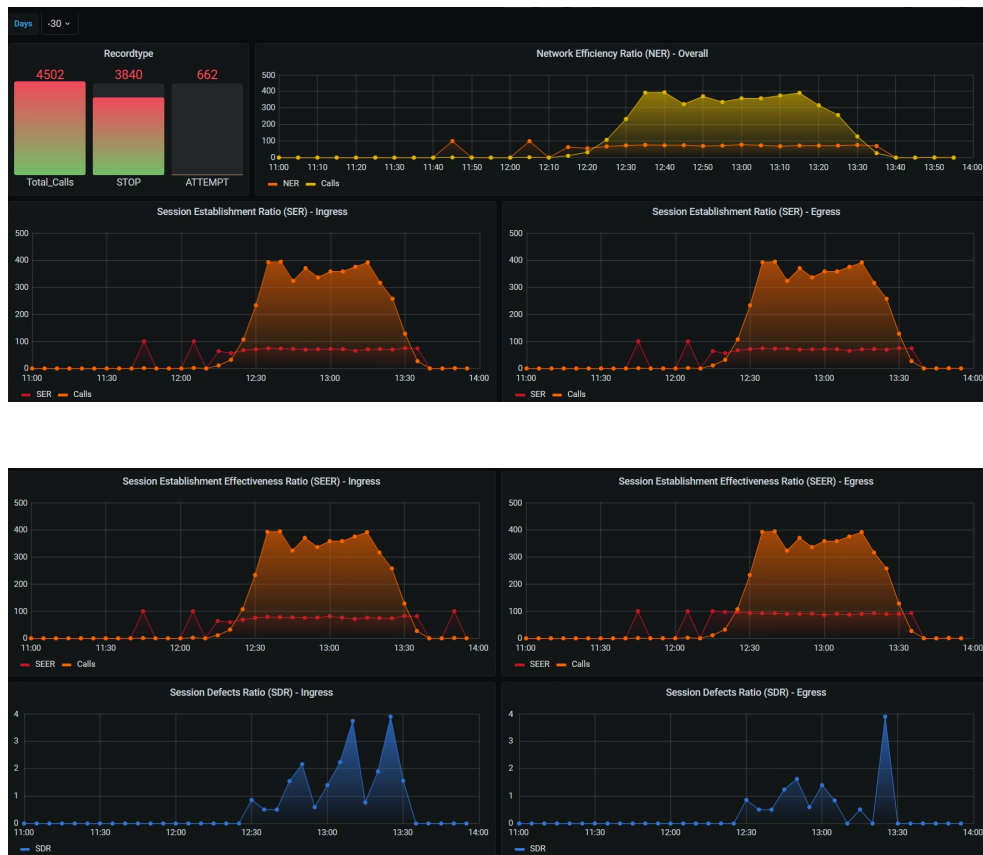 Days -30
Recordtype
4502 3840 662
Total_Calls STOP ATTEMPT
Network Efficiency Ratio (NER) - Overall
500
400
300
200
100
0
11:00 11:10 11:20 11:30 11:40 11:50 12:00 12:10 12:20 12:30 12:40 12:50 13:00 13:10 13:20 13:30 13:40 13:50 14:00
NER Calls
Session Establishment Ratio (SER) - Ingress
500
400
300
200
100
0
11:00 11:30 12:00 12:30 13:00 13:30 14:00
SER Calls
Session Establishment Ratio (SER) - Egress
500
400
300
200
100
0
11:00 11:30 12:00 12:30 13:00 13:30 14:00
SER Calls
Session Establishment Effectiveness Ratio (SEER) - Ingress
500
400
300
200
100
0
11:00 11:30 12:00 12:30 13:00 13:30 14:00
SEER Calls
Session Establishment Effectiveness Ratio (SEER) - Egress
500
400
300
200
100
0
11:00 11:30 12:00 12:30 13:00 13:30 14:00
SEER Calls
Session Defects Ratio (SDR) - Ingress
4
3
2
1
0
11:00 11:30 12:00 12:30 13:00 13:30 14:00
SDR
Session Defects Ratio (SDR) - Egress
4
3
2
1
0
11:00 11:30 12:00 12:30 13:00 13:30 14:00
SDR